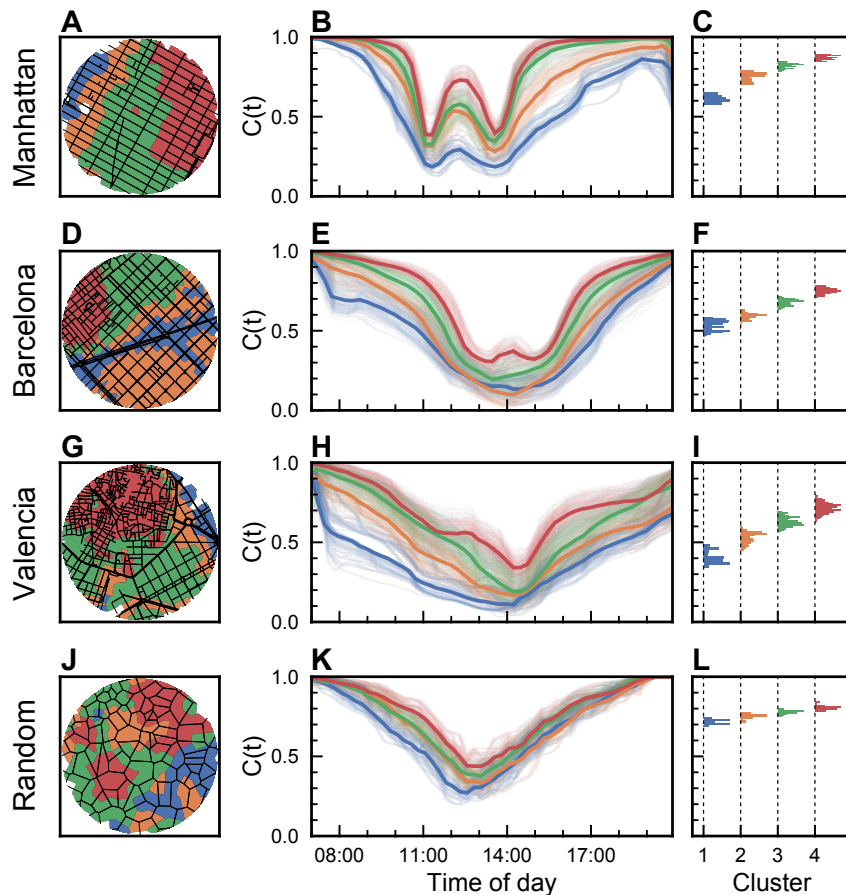 A B C
Manhattan
C(t)
1.0
0.5
0.0
D E F
Barcelona
C(t)
1.0
0.5
0.0
G H I
Valencia
C(t)
1.0
0.5
0.0
J K L
Random
C(t)
1.0
0.5
0.0
08:00 11:00 14:00 17:00
1 2 3 4
Time of day
Cluster